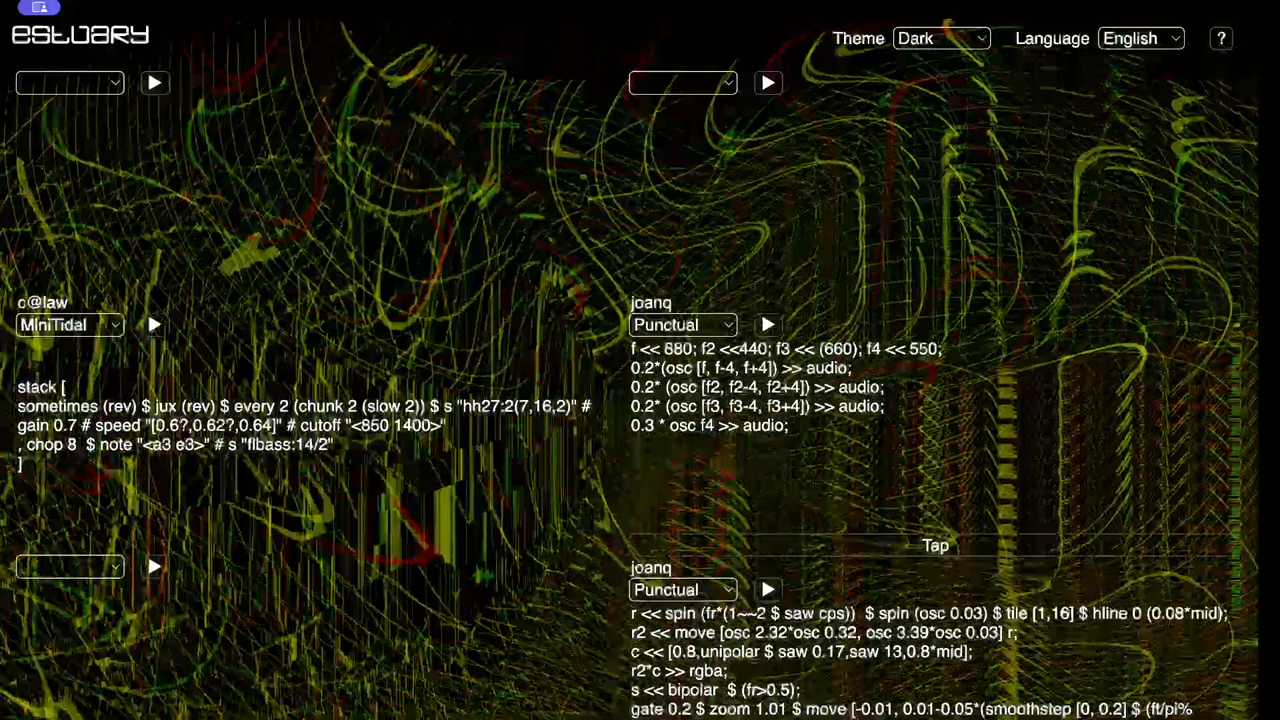 estuary
Theme Dark Language English ?
c@law
MiniTidal
stack [
sometimes (rev) $ jux (rev) $ every 2 (chunk 2 (slow 2)) $ s "hh27:2(7,16,2)" #
gain 0.7 # speed "[0.6?,0.62?,0.64]" # cutoff "<850 1400>"
, chop 8  $ note "<a3 e3>" # s "flbass:14/2"
]
joanq
Punctual
f << 880; f2 <<440; f3 << (660); f4 << 550;
0.2*(osc [f, f-4, f+4]) >> audio;
0.2* (osc [f2, f2-4, f2+4]) >> audio;
0.2* (osc [f3, f3-4, f3+4]) >> audio;
0.3 * osc f4 >> audio;
Tap
joanq
Punctual
r << spin (fr*(1~~2 $ saw cps))  $ spin (osc 0.03) $ tile [1,16] $ hline 0 (0.08*mid);
r2 << move [osc 2.32*osc 0.32, osc 3.39*osc 0.03] r;
c << [0.8,unipolar $ saw 0.17,saw 13,0.8*mid];
r2*c >> rgba;
s << bipolar  $ (fr>0.5);
gate 0.2 $ zoom 1.01 $ move [-0.01, 0.01-0.05*(smoothstep [0, 0.2] $ (ft/pi%